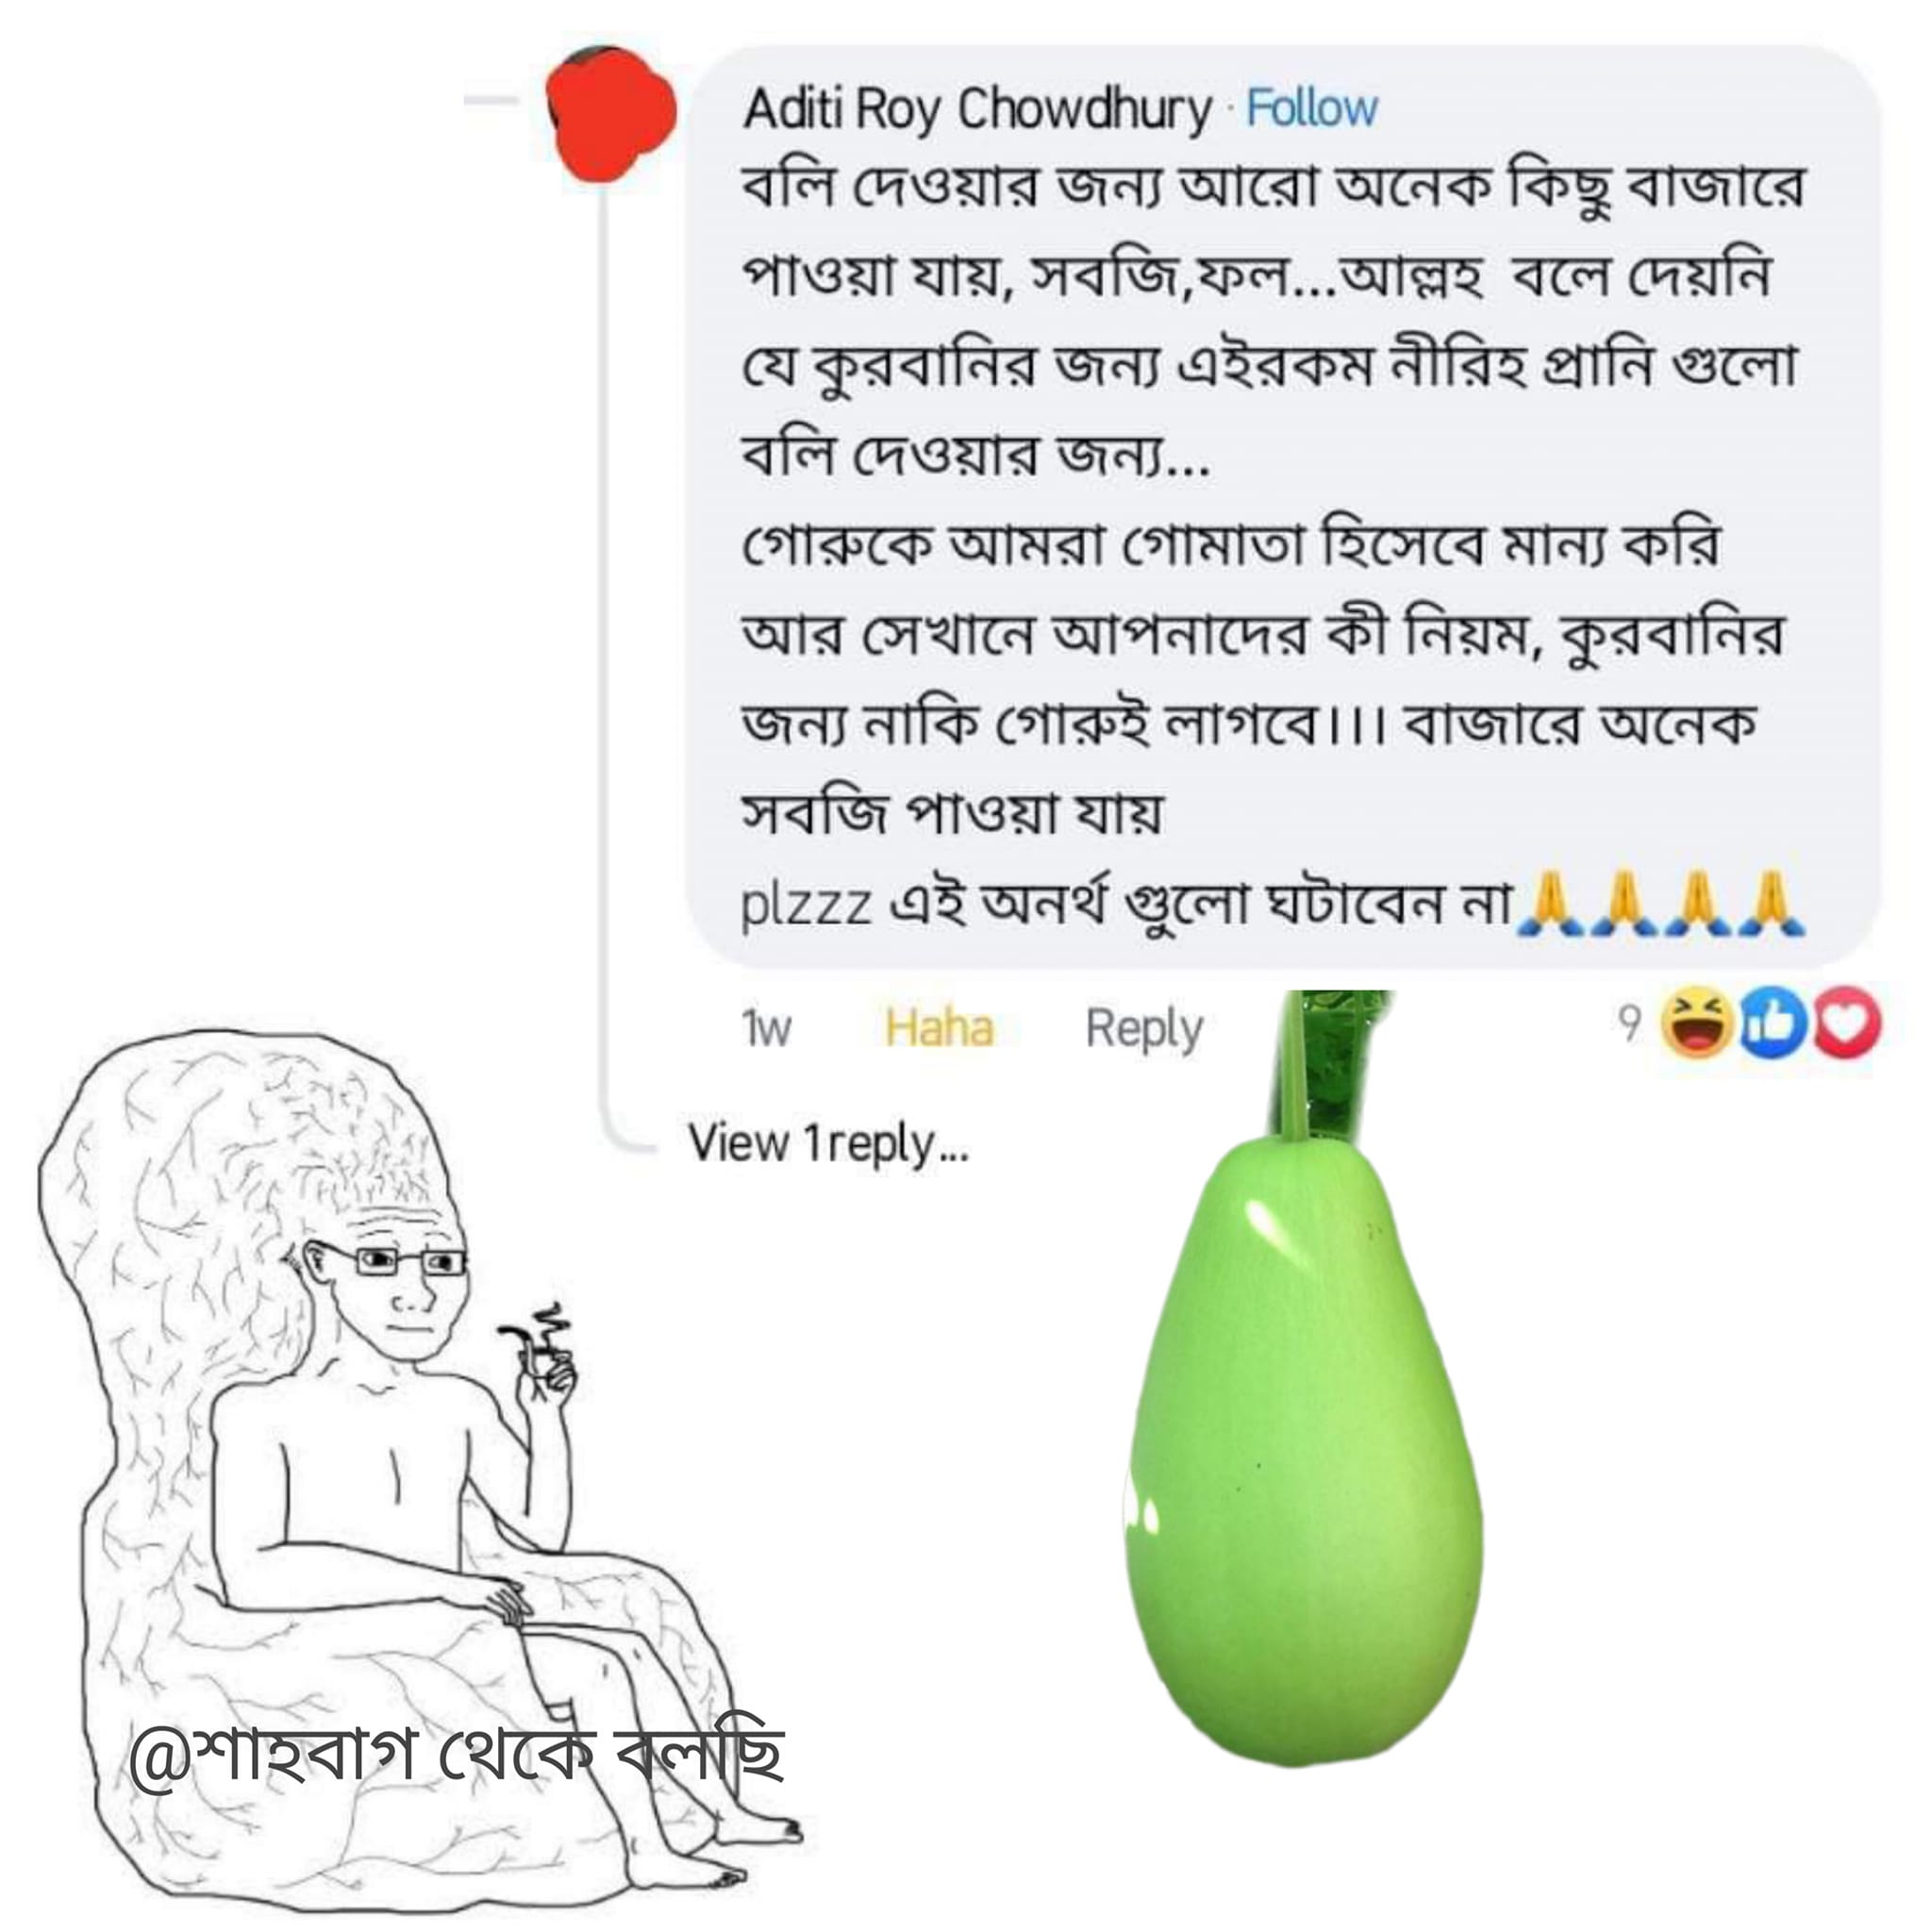 Aditi Roy Chowdhury · Follow
বলি দেওয়ার জন্য আরো অনেক কিছু বাজারে
পাওয়া যায়, সবজি,ফল...আল্লহ বলে দেয়নি
যে কুরবানির জন্য এইরকম নীরিহ প্রানি গুলো
বলি দেওয়ার জন্য...
গোরুকে আমরা গোমাতা হিসেবে মান্য করি
আর সেখানে আপনাদের কী নিয়ম, কুরবানির
জন্য নাকি গোরুই লাগবে।।। বাজারে অনেক
সবজি পাওয়া যায়
plzzz এই অনর্থ গুলো ঘটাবেন না🙏🙏🙏🙏
1w Haha Reply 9
View 1 reply...
@শাহবাগ থেকে বলছি